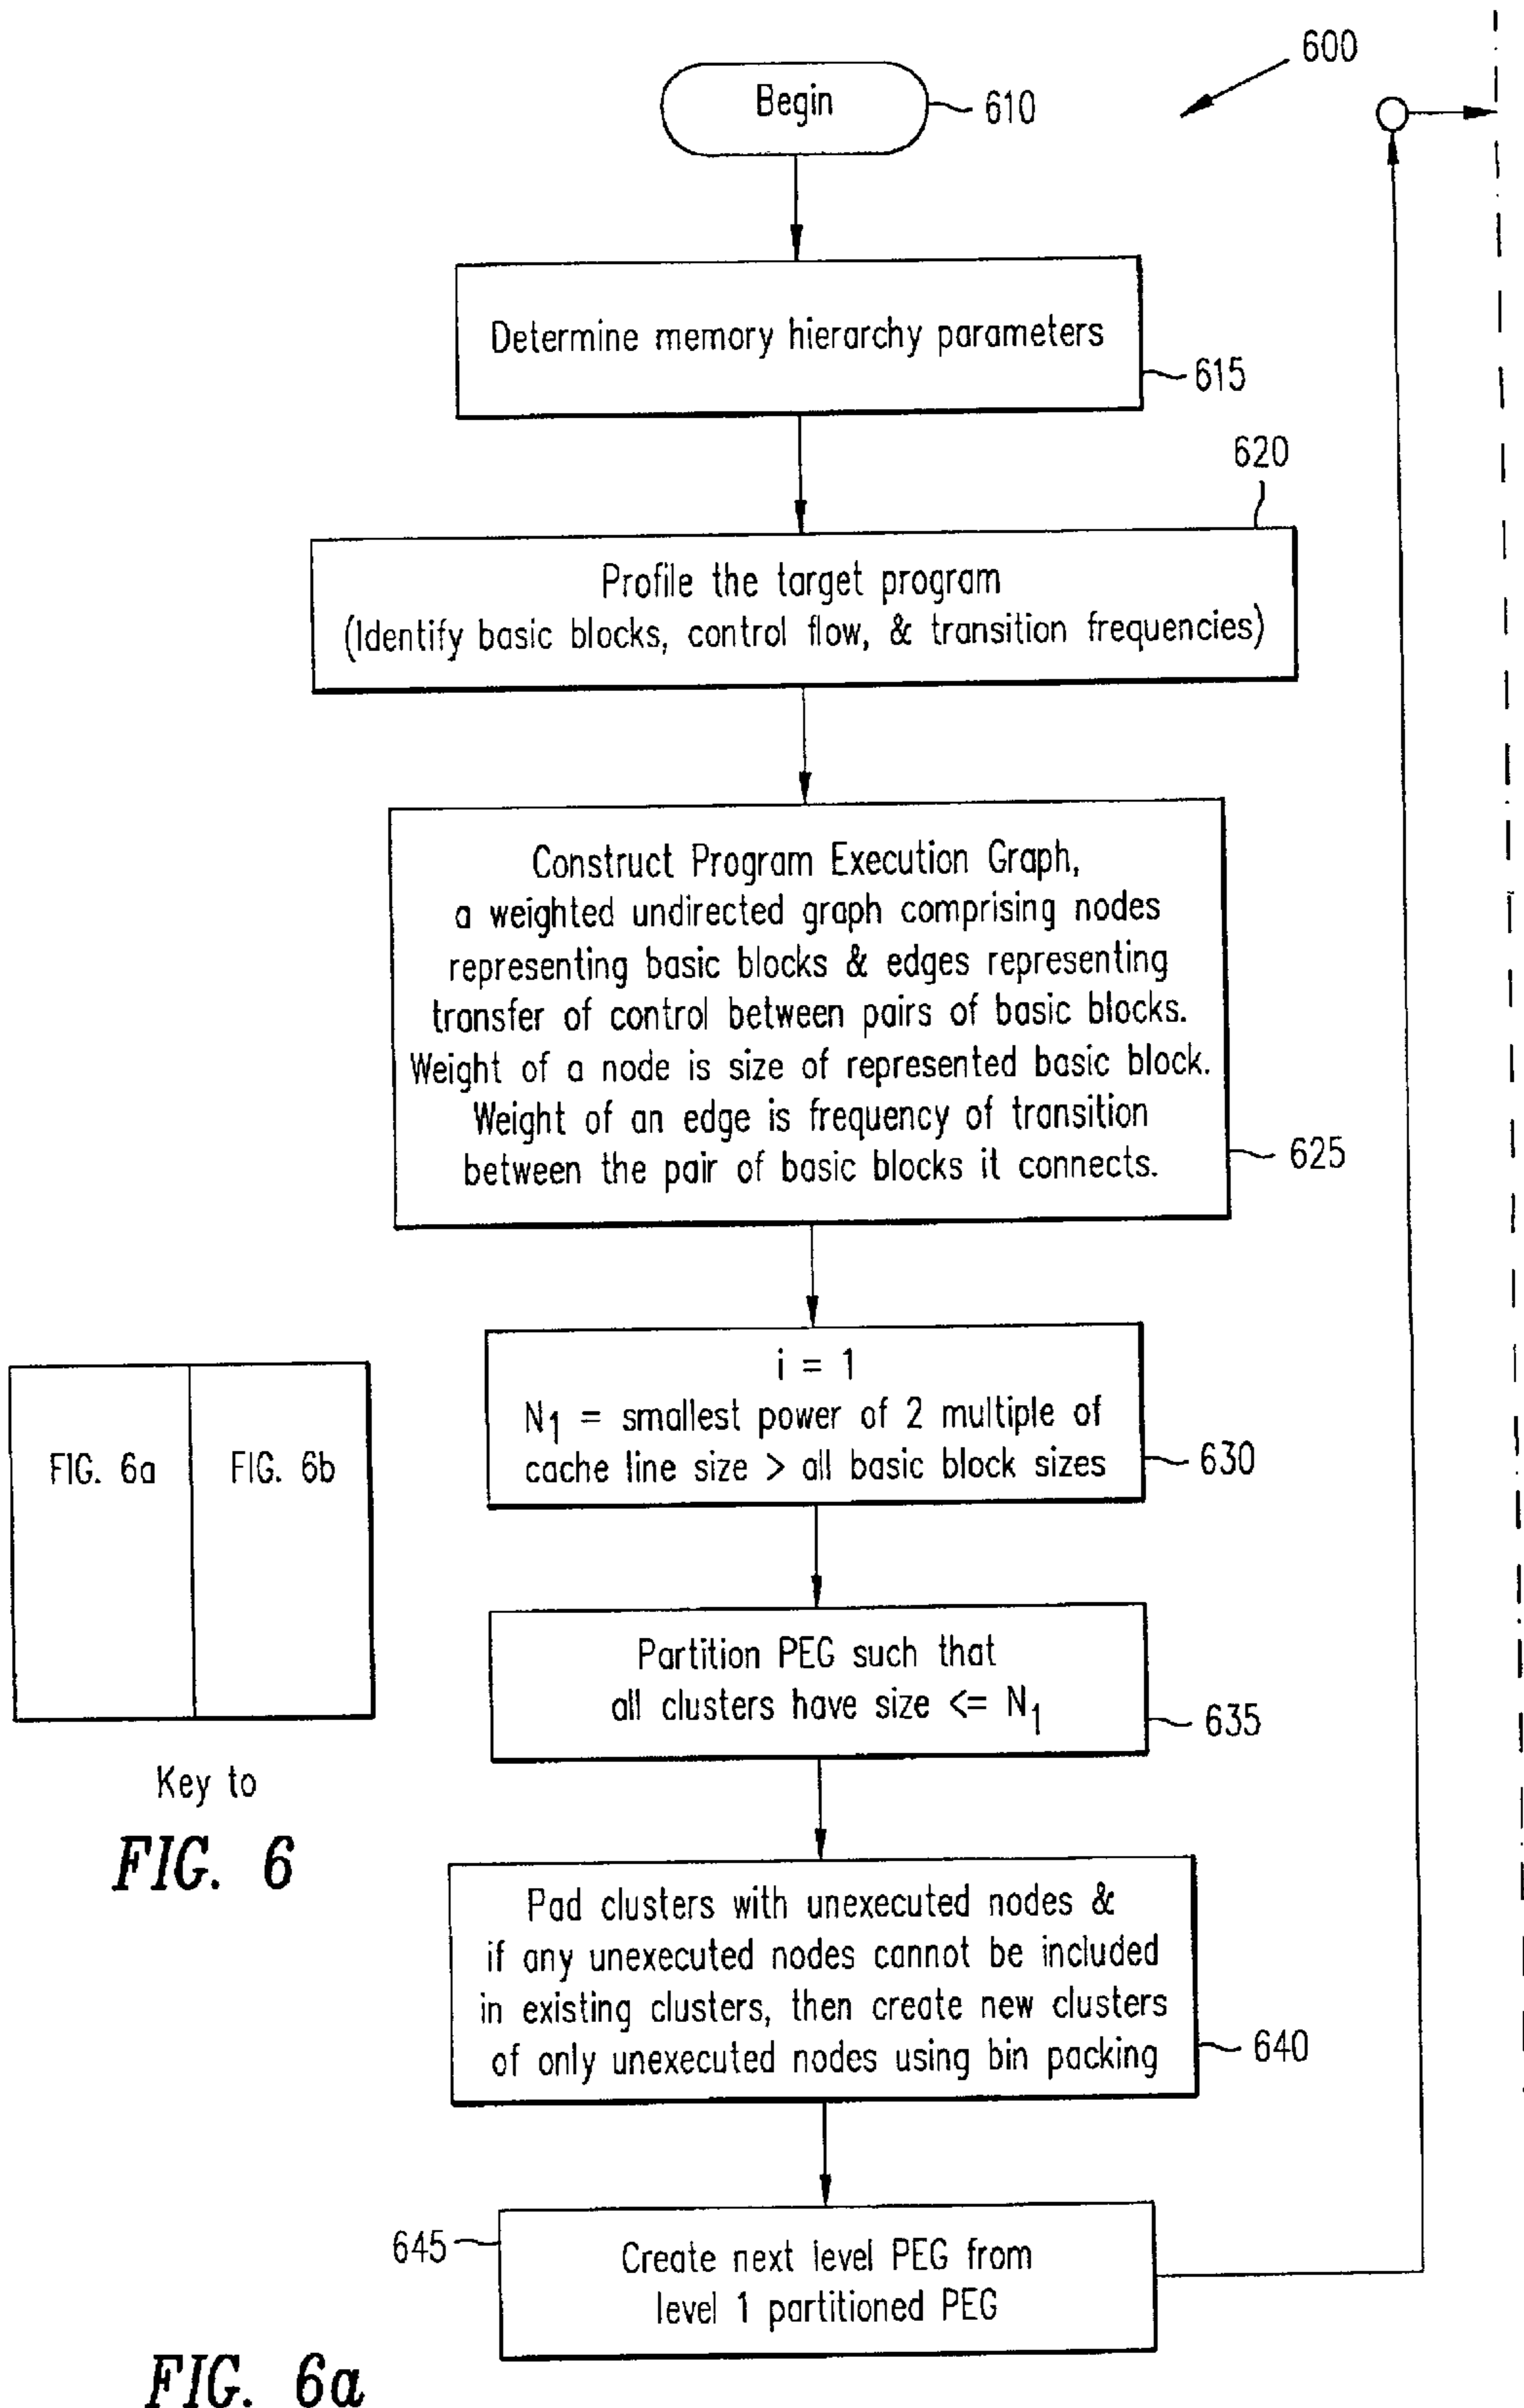 600
Begin
610
Determine memory hierarchy parameters
615
620
Profile the target program
(Identify basic blocks, control flow, & transition frequencies)
Construct Program Execution Graph,
a weighted undirected graph comprising nodes
representing basic blocks & edges representing
transfer of control between pairs of basic blocks.
Weight of a node is size of represented basic block.
Weight of an edge is frequency of transition
between the pair of basic blocks it connects.
625
i = 1
N1 = smallest power of 2 multiple of
cache line size > all basic block sizes
630
FIG. 6a
FIG. 6b
Key to
FIG. 6
Partition PEG such that
all clusters have size <= N1
635
Pad clusters with unexecuted nodes &
if any unexecuted nodes cannot be included
in existing clusters, then create new clusters
of only unexecuted nodes using bin packing
640
645
Create next level PEG from
level 1 partitioned PEG
FIG. 6a